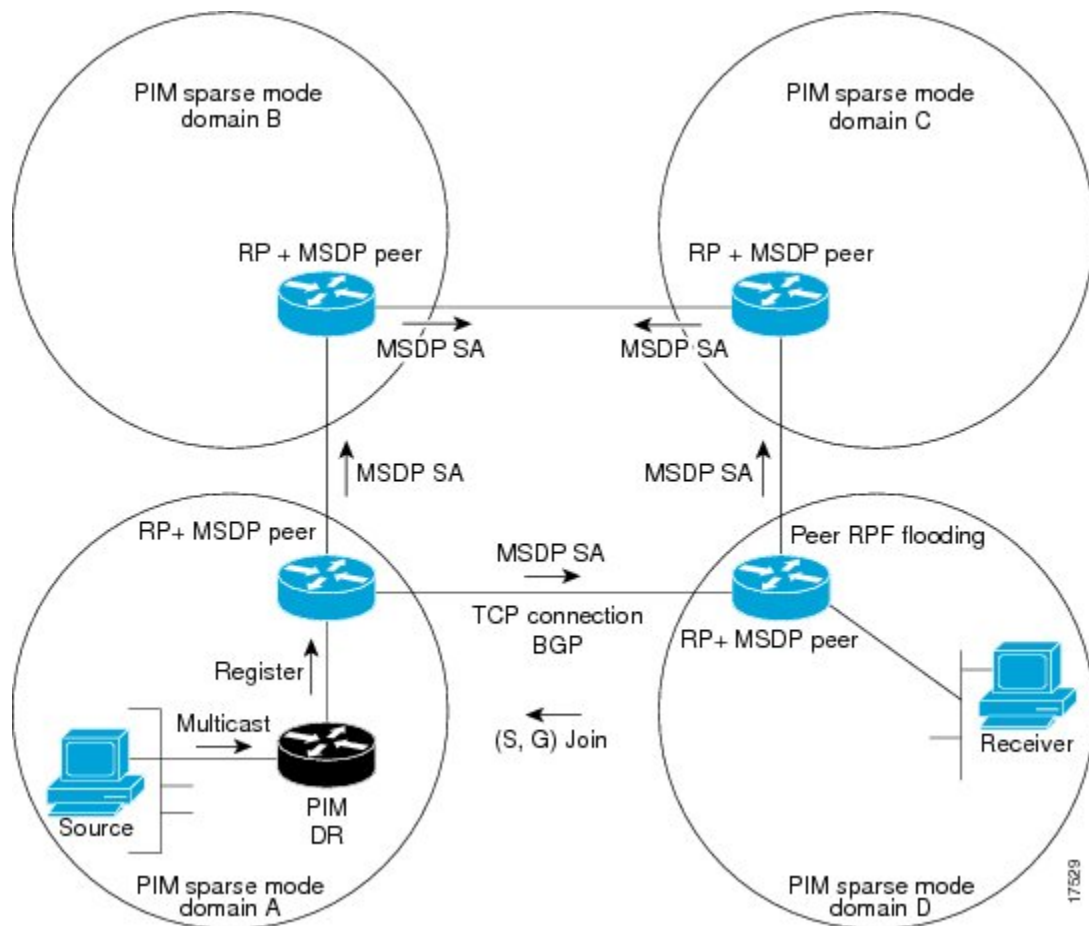 PIM sparse mode
domain B
PIM sparse mode
domain C
RP + MSDP peer
RP + MSDP peer
MSDP SA
MSDP SA
MSDP SA
MSDP SA
RP+ MSDP peer
Peer RPF flooding
MSDP SA
TCP connection
BGP
RP+ MSDP peer
Register
Multicast
(S, G) Join
Receiver
Source
PIM
DR
PIM sparse mode
domain A
PIM sparse mode
domain D
17529